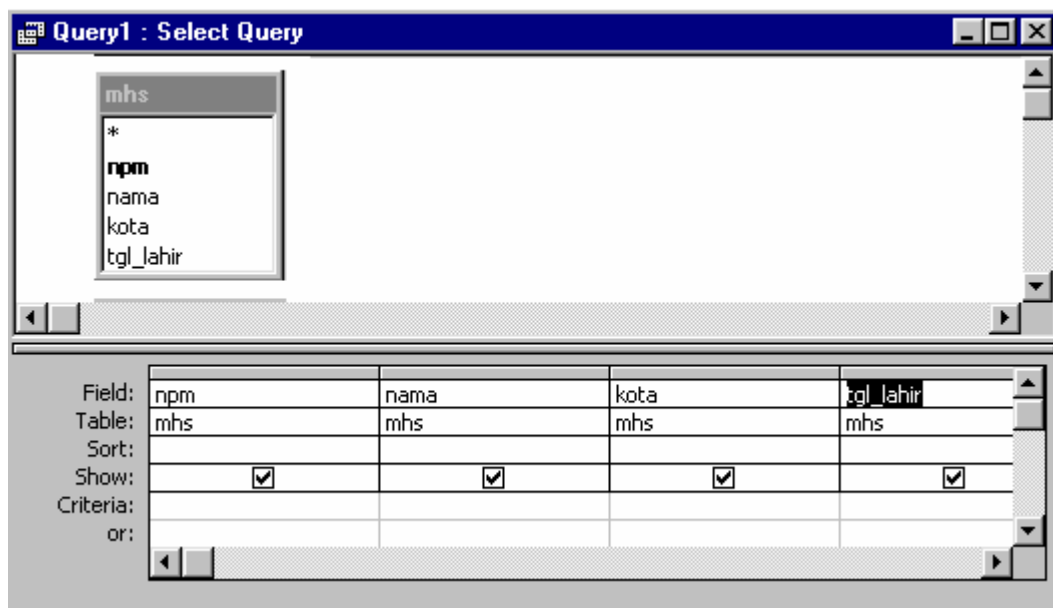 Query1 : Select Query
mhs
*
npm
nama
kota
tgl_lahir
Field: npm nama kota tgl_lahir
Table: mhs mhs mhs mhs
Sort:
Show:
Criteria:
or: